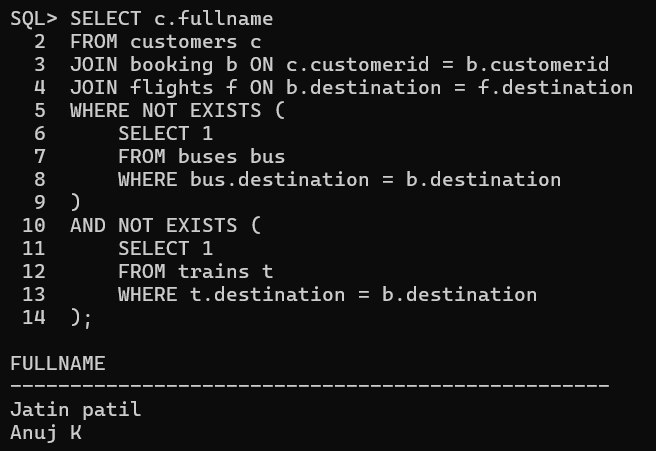 SQL> SELECT c.fullname
  2  FROM customers c
  3  JOIN booking b ON c.customerid = b.customerid
  4  JOIN flights f ON b.destination = f.destination
  5  WHERE NOT EXISTS (
  6      SELECT 1
  7      FROM buses bus
  8      WHERE bus.destination = b.destination
  9  )
 10  AND NOT EXISTS (
 11      SELECT 1
 12      FROM trains t
 13      WHERE t.destination = b.destination
 14  );
FULLNAME
--------------------------------------------------
Jatin patil
Anuj K